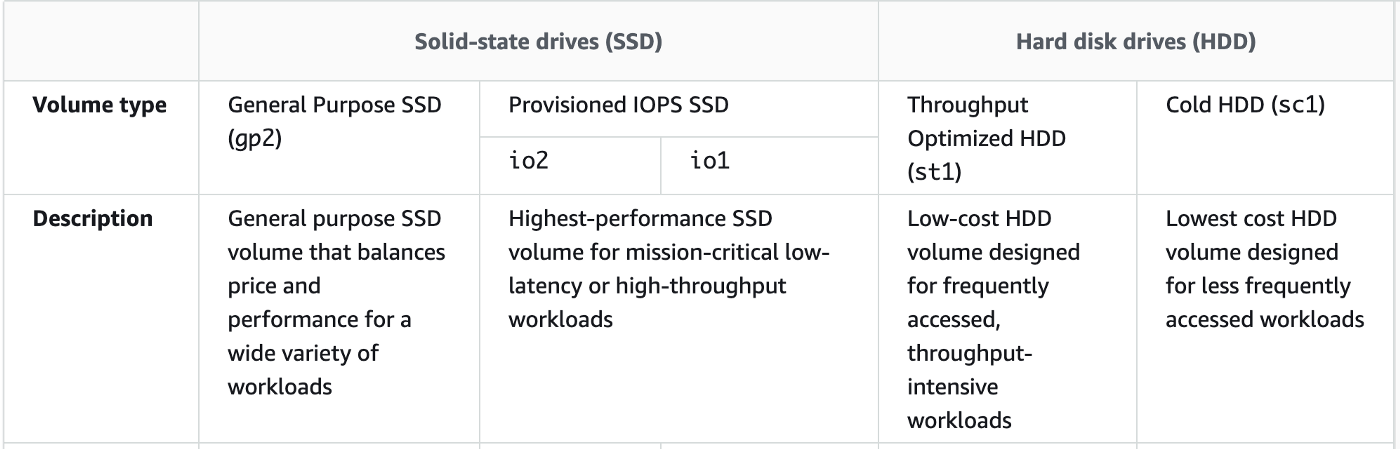 Solid-state drives (SSD)
Hard disk drives (HDD)
Volume type
General Purpose SSD
(gp2)
Provisioned IOPS SSD
io2
io1
Throughput
Optimized HDD
(st1)
Cold HDD (sc1)
Description
General purpose SSD
volume that balances
price and
performance for a
wide variety of
workloads
Highest-performance SSD
volume for mission-critical low-
latency or high-throughput
workloads
Low-cost HDD
volume designed
for frequently
accessed,
throughput-
intensive
workloads
Lowest cost HDD
volume designed
for less frequently
accessed workloads